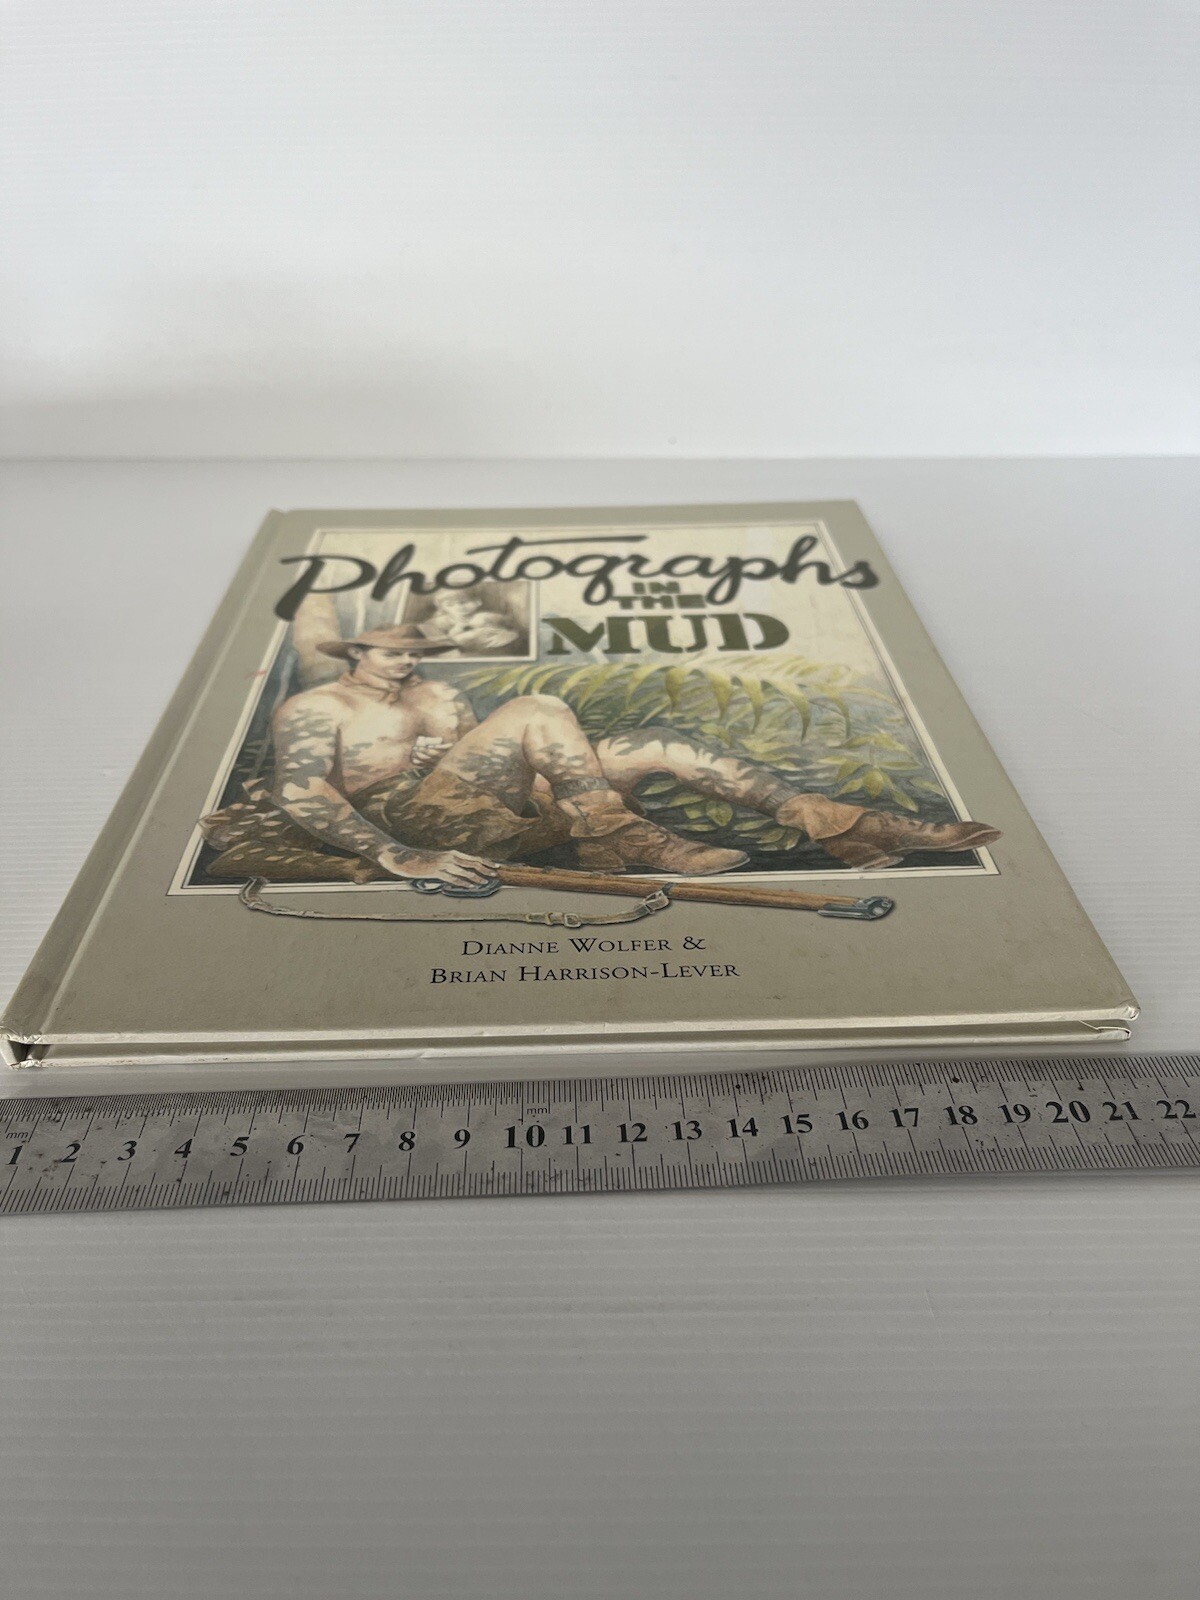 Photographs
IN
THE
MUD
DIANNE WOLFER &
BRIAN HARRISON-LEVER
mm
mm
1 2 3 4 5 6 7 8 9 10 11 12 13 14 15 16 17 18 19 20 21 22